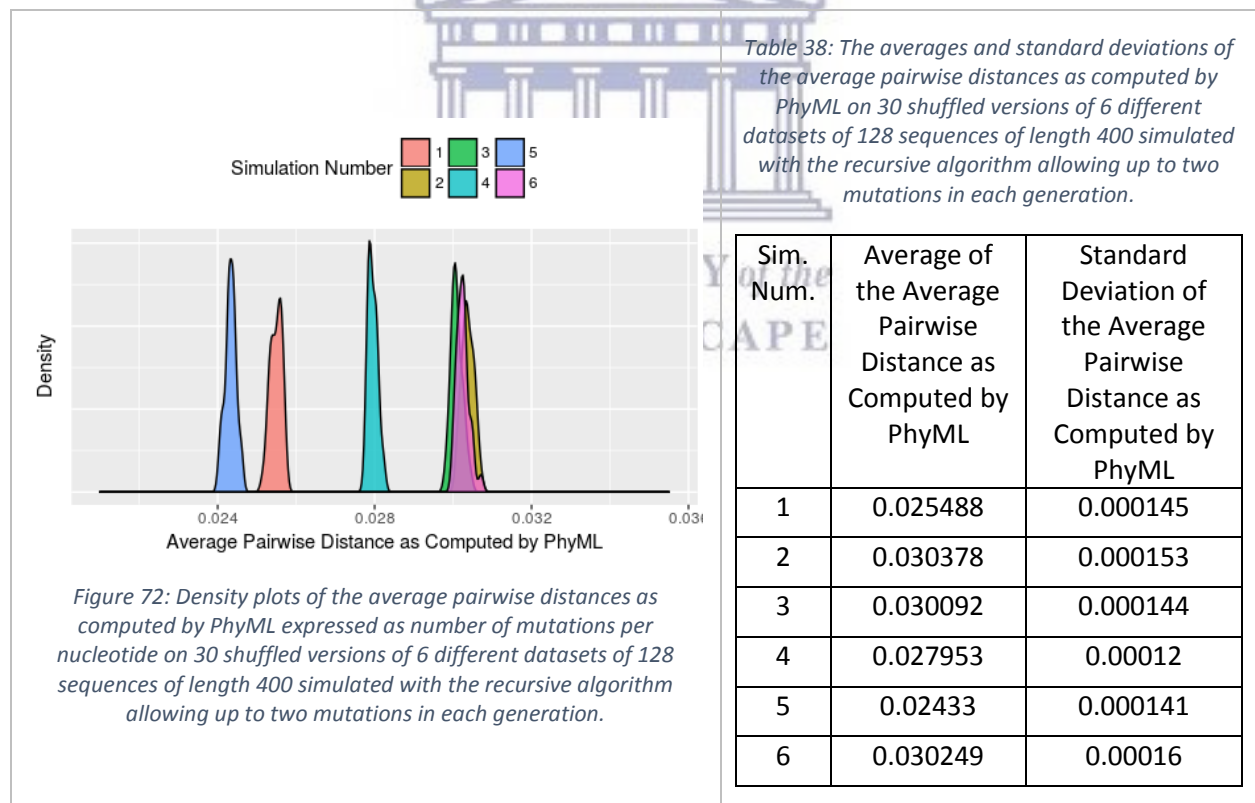 Simulation Number
1
3
5
2
4
6
Density
0.024
0.028
0.032
Average Pairwise Distance as Computed by PhyML
Figure 72: Density plots of the average pairwise distances as
computed by PhyML expressed as number of mutations per
nucleotide on 30 shuffled versions of 6 different datasets of 128
sequences of length 400 simulated with the recursive algorithm
allowing up to two mutations in each generation.
Table 38: The averages and standard deviations of
the average pairwise distances as computed by
PhyML on 30 shuffled versions of 6 different
datasets of 128 sequences of length 400 simulated
with the recursive algorithm allowing up to two
mutations in each generation.
Y of the
CAPE
Sim.
Num.
Average of
the Average
Pairwise
Distance as
Computed by
PhyML
Standard
Deviation of
the Average
Pairwise
Distance as
Computed by
PhyML
1 0.025488 0.000145
2 0.030378 0.000153
3 0.030092 0.000144
4 0.027953 0.00012
5 0.02433 0.000141
6 0.030249 0.00016